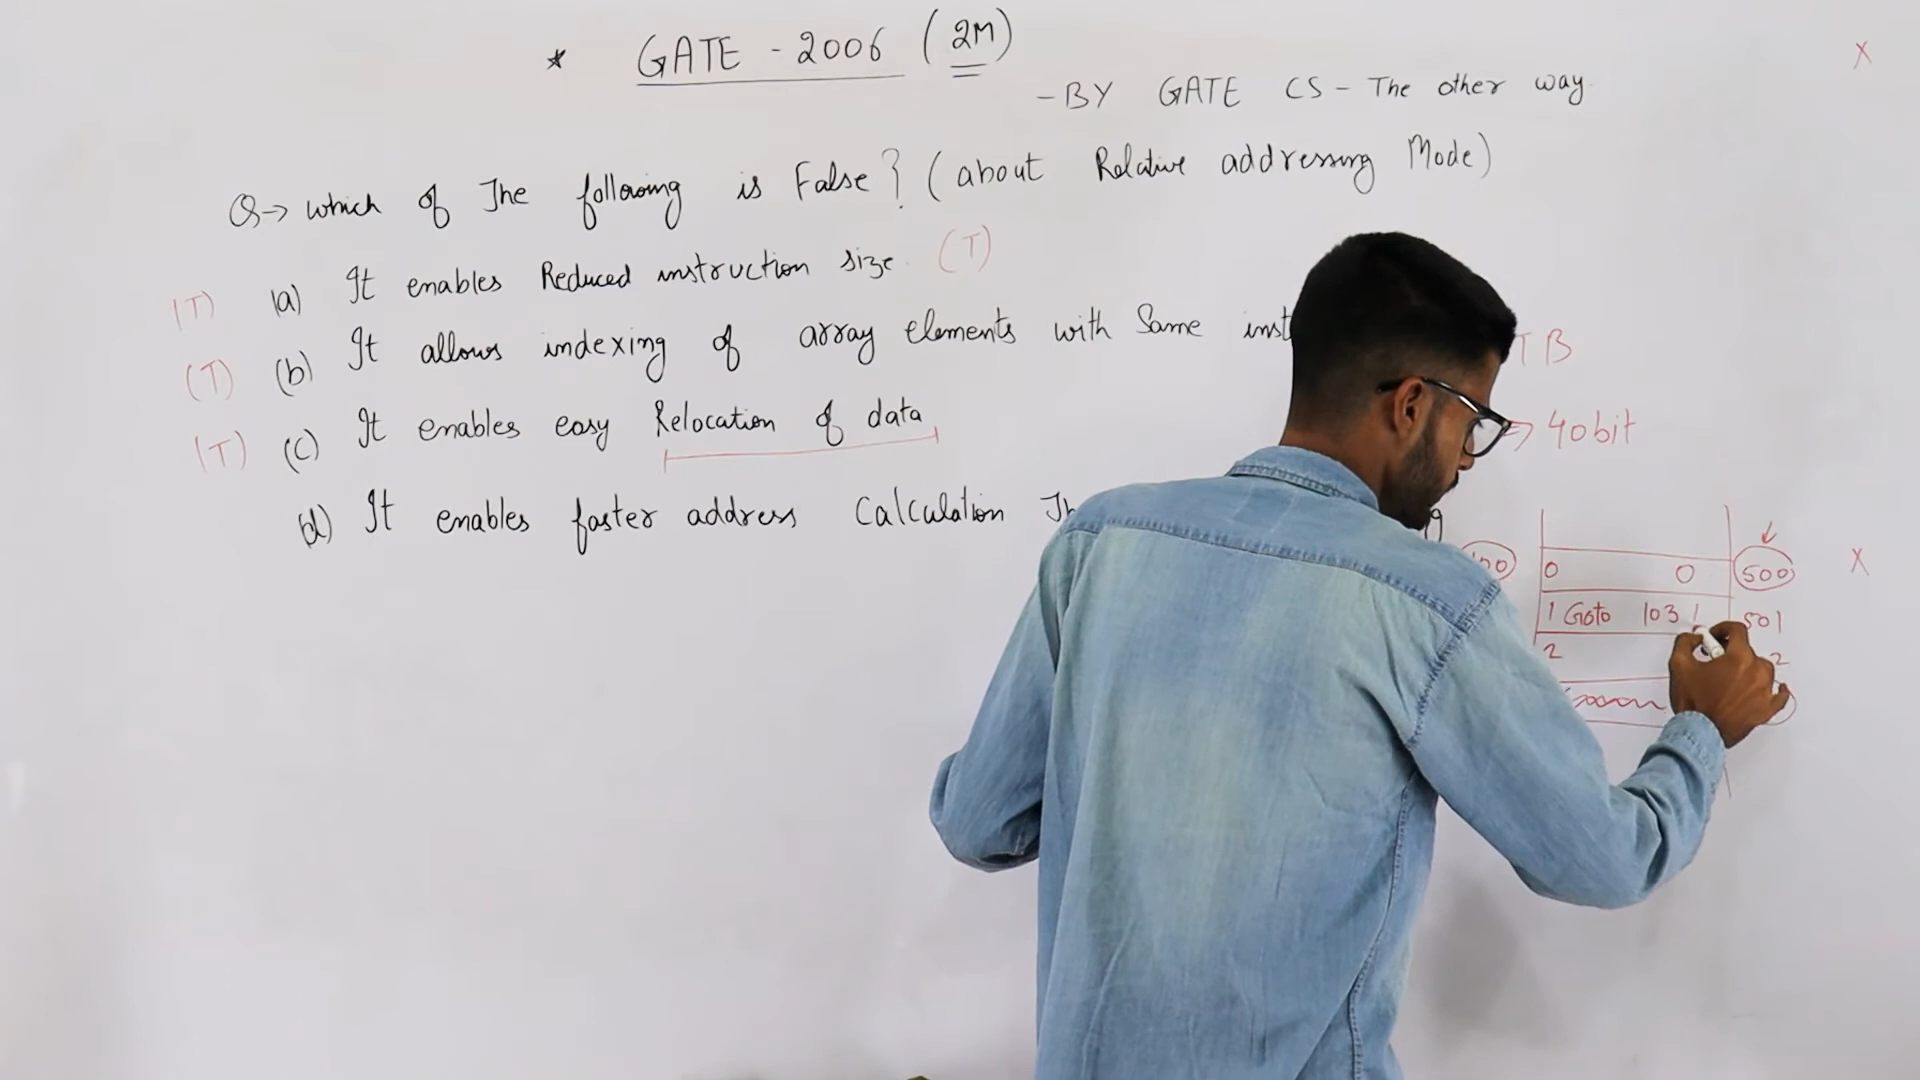 * GATE - 2006 (2M)
- BY GATE CS - The other way
X
Q→ which of The following is False? (about Relative addressing Mode)
(T) (a) It enables Reduced instruction size. (T)
(T) (b) It allows indexing of array elements with Same inst
TB
(T) (c) It enables easy Relocation of data
⇒ 40bit
(d) It enables faster address Calculation Th
0 0 500 X
1 Goto 103 501
2 2